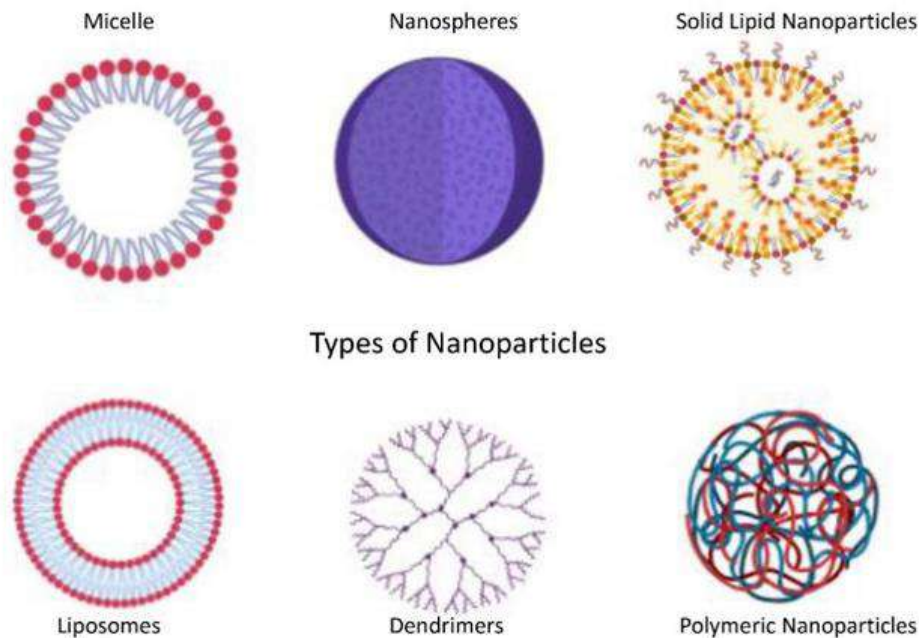 Micelle
Nanospheres
Solid Lipid Nanoparticles
Types of Nanoparticles
Liposomes
Dendrimers
Polymeric Nanoparticles